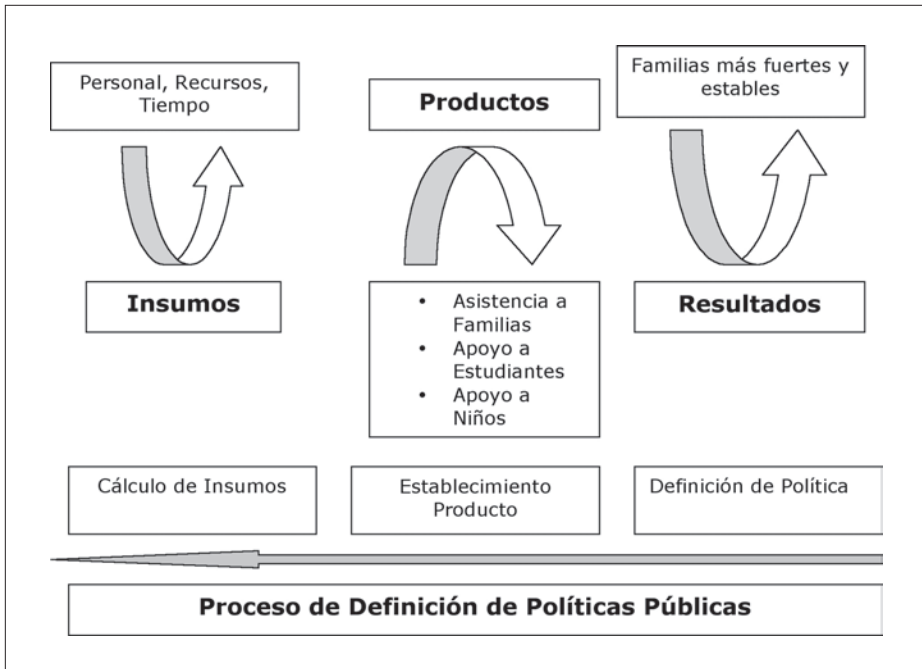 Personal, Recursos,
Tiempo
Productos
Familias más fuertes y
estables
Insumos
• Asistencia a
Familias
• Apoyo a
Estudiantes
• Apoyo a
Niños
Resultados
Cálculo de Insumos
Establecimiento
Producto
Definición de Política
Proceso de Definición de Políticas Públicas